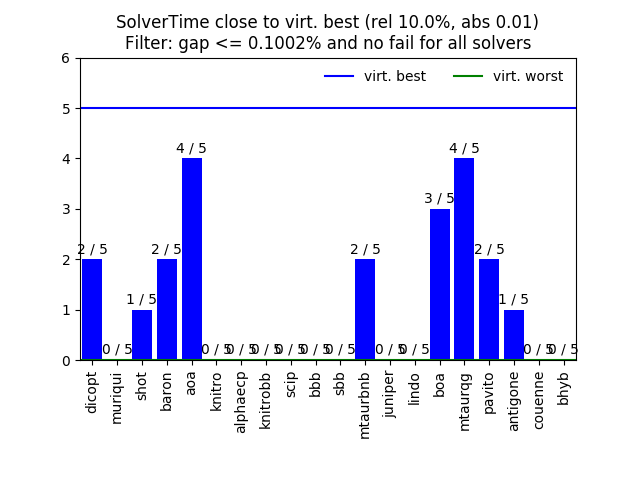 SolverTime close to virt. best (rel 10.0%, abs 0.01)
Filter: gap <= 0.1002% and no fail for all solvers
virt. best
virt. worst
6
5
4
3
2
1
0
2 / 5
0 / 5
1 / 5
2 / 5
4 / 5
0 / 5
0 / 5
0 / 5
0 / 5
0 / 5
0 / 5
2 / 5
0 / 5
0 / 5
3 / 5
4 / 5
2 / 5
1 / 5
0 / 5
0 / 5
dicopt
muriqui
shot
baron
aoa
knitro
alphaecp
knitrobb
scip
bbb
sbb
mtaurbnb
juniper
lindo
boa
mtaurqg
pavito
antigone
couenne
bhyb